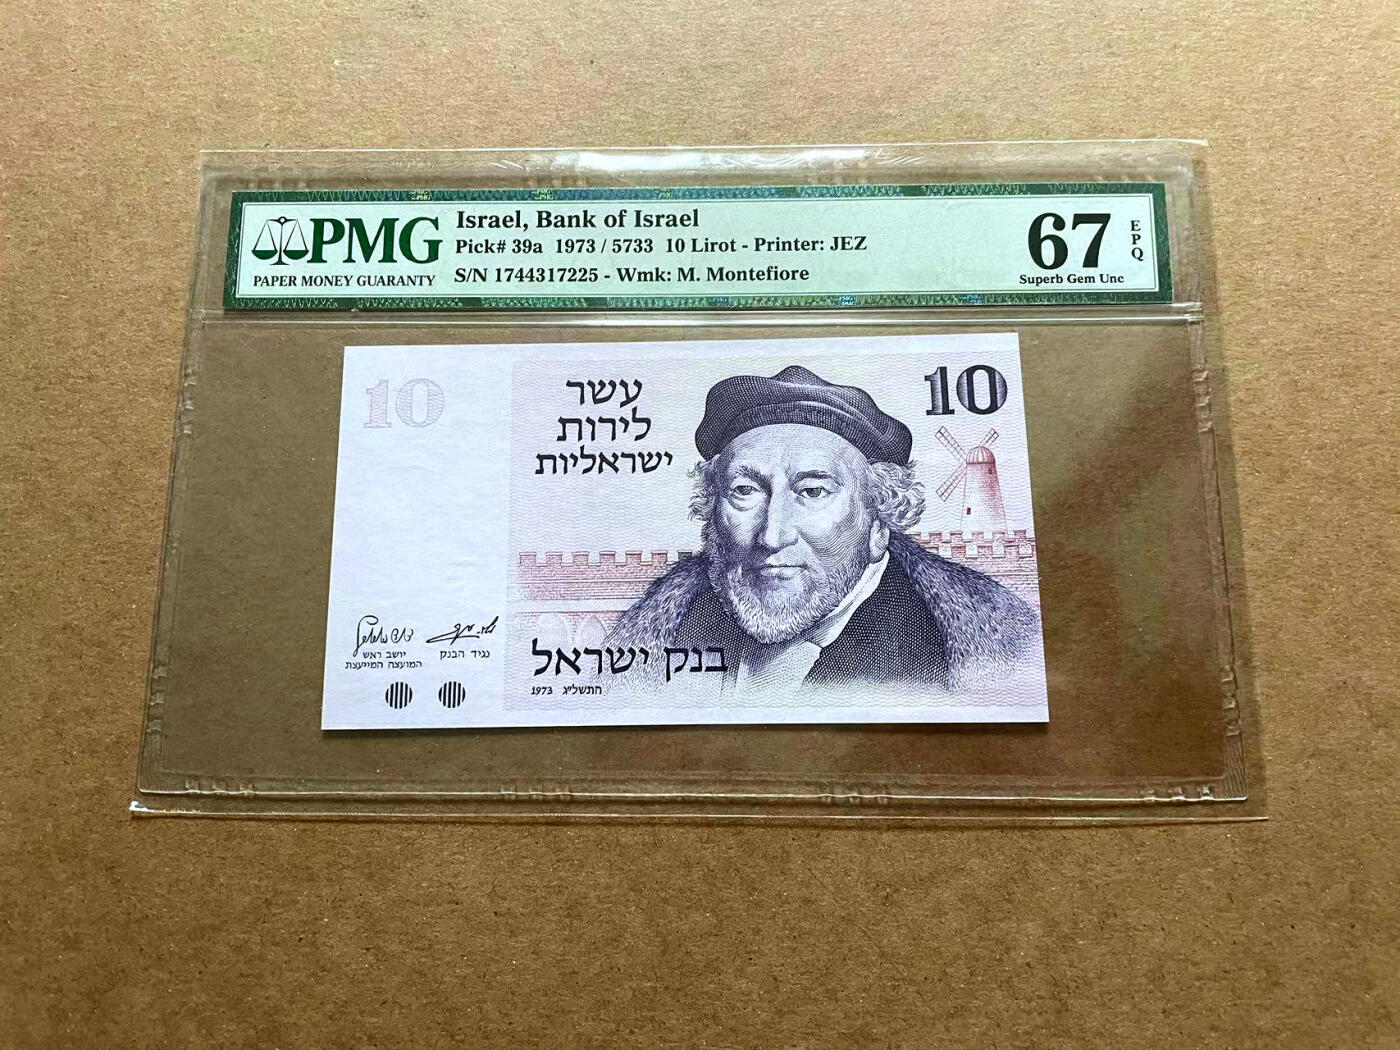 PMG
PAPER MONEY GUARANTY
Israel, Bank of Israel
Pick# 39a 1973 / 5733 10 Lirot - Printer: JEZ
S/N 1744317225 - Wmk: M. Montefiore
67
EPQ
Superb Gem Unc
10
עשר
לירות
ישראליות
10
נגיד הבנק
יושב ראש
המועצה המייעצת
בנק ישראל
1973 התשל״ג